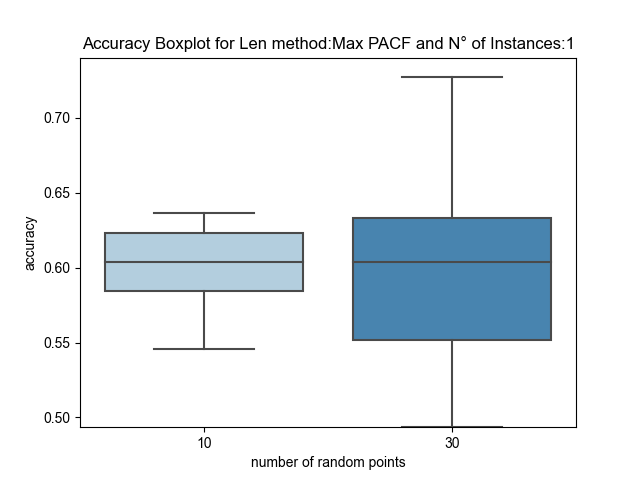 Accuracy Boxplot for Len method:Max PACF and N° of Instances:1
0.70
0.65
0.60
0.55
0.50
accuracy
10 30
number of random points